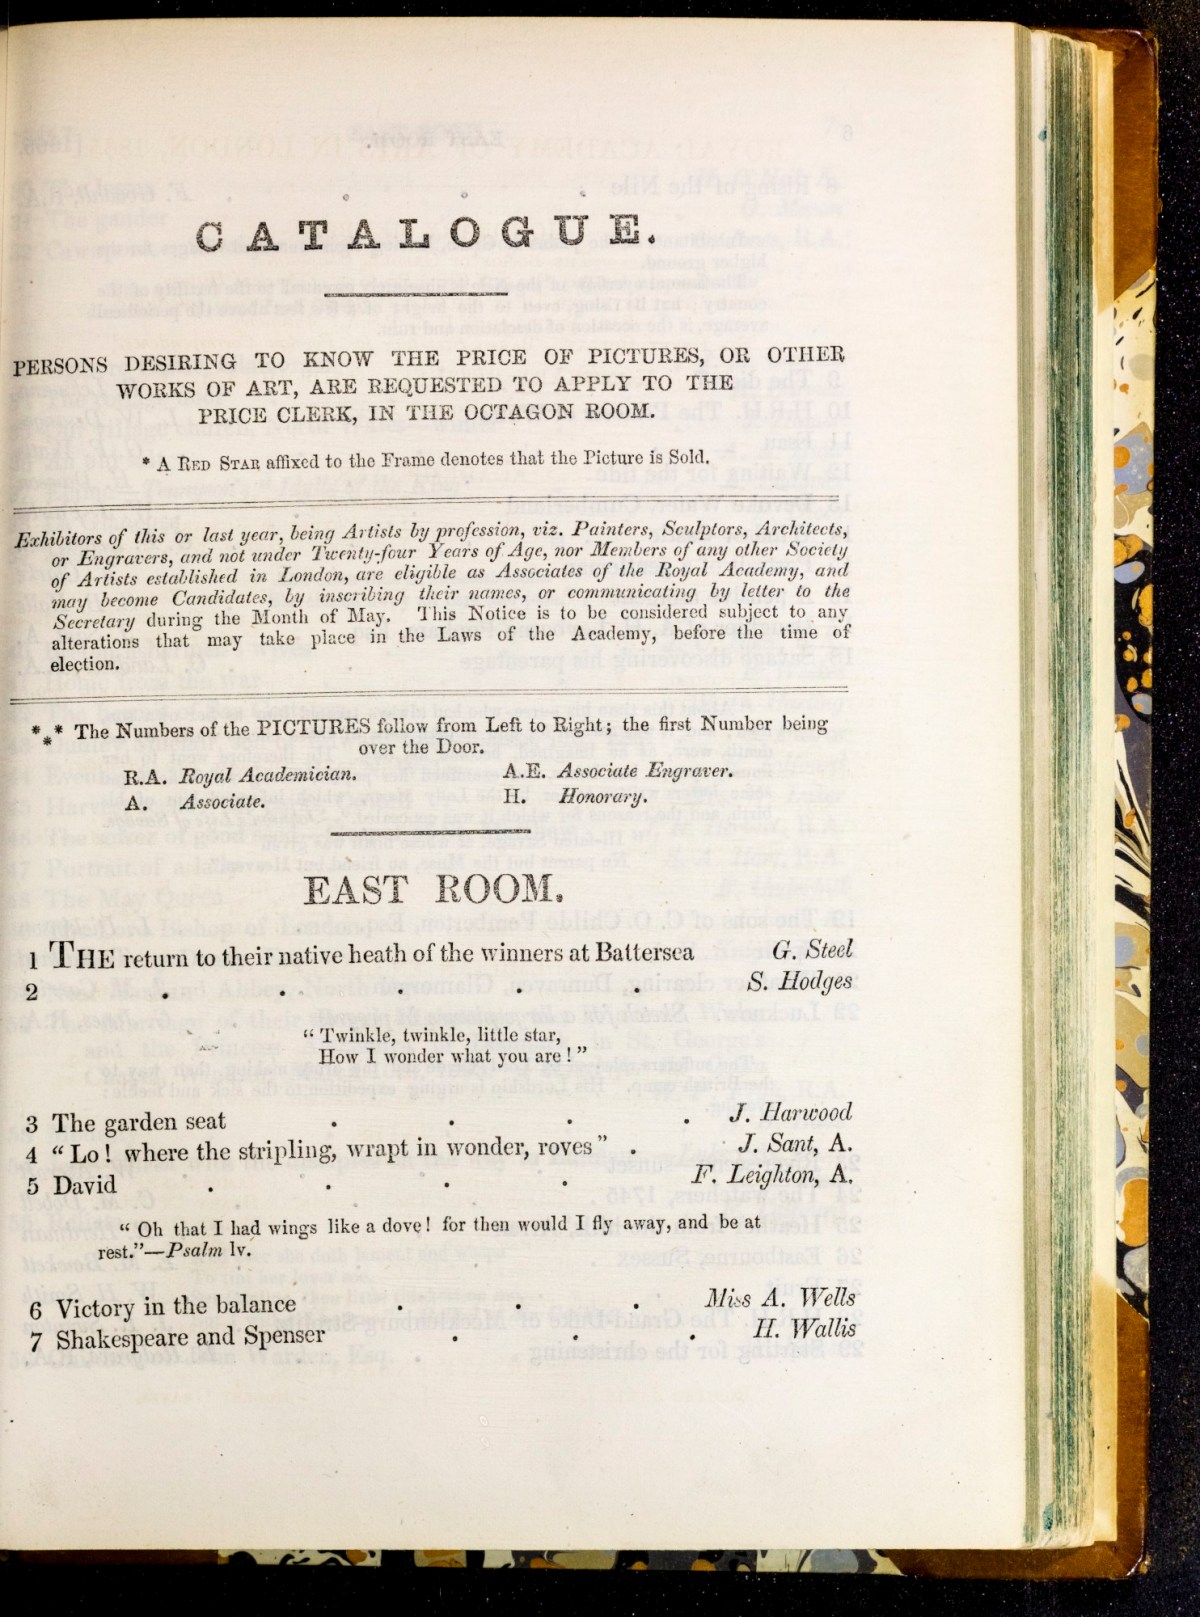 CATALOGUE.
PERSONS DESIRING TO KNOW THE PRICE OF PICTURES, OR OTHER
WORKS OF ART, ARE REQUESTED TO APPLY TO THE
PRICE CLERK, IN THE OCTAGON ROOM.
* A RED STAR affixed to the Frame denotes that the Picture is Sold.
Exhibitors of this or last year, being Artists by profession, viz. Painters, Sculptors, Architects,
or Engravers, and not under Twenty-four Years of Age, nor Members of any other Society
of Artists established in London, are eligible as Associates of the Royal Academy, and
may become Candidates, by inscribing their names, or communicating by letter to the
Secretary during the Month of May. This Notice is to be considered subject to any
alterations that may take place in the Laws of the Academy, before the time of
election.
*** The Numbers of the PICTURES follow from Left to Right; the first Number being
over the Door.
R.A. Royal Academician. A.E. Associate Engraver.
A. Associate. H. Honorary.
EAST ROOM.
1 THE return to their native heath of the winners at Battersea G. Steel
2 . . . . . S. Hodges
“ Twinkle, twinkle, little star,
How I wonder what you are ! ”
3 The garden seat . . . . J. Harwood
4 “ Lo ! where the stripling, wrapt in wonder, roves ” . J. Sant, A.
5 David . . . . F. Leighton, A.
“ Oh that I had wings like a dove ! for then would I fly away, and be at
rest.”—Psalm lv.
6 Victory in the balance . . . Miss A. Wells
7 Shakespeare and Spenser . . . H. Wallis